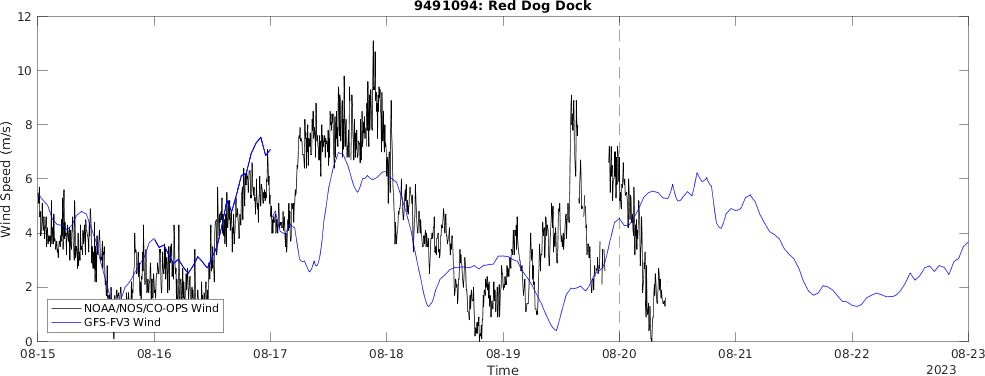 9491094: Red Dog Dock
12
10
8
6
4
2
0
Wind Speed (m/s)
NOAA/NOS/CO-OPS Wind
GFS-FV3 Wind
08-15 08-16 08-17 08-18 08-19 08-20 08-21 08-22 08-23
Time
2023